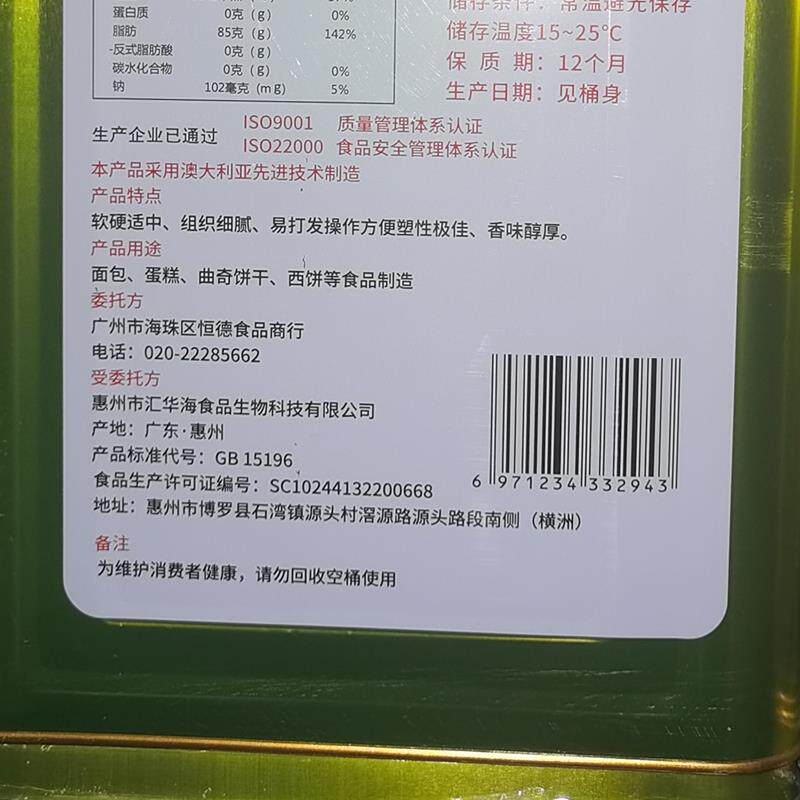 蛋白质 0克(g) 0%
脂肪 85克(g) 142%
-反式脂肪酸 0克(g)
碳水化合物 0克(g) 0%
钠 102毫克(mg) 5%
储存条件:常温避光保存
储存温度15~25℃
保 质 期:12个月
生产日期:见桶身
生产企业已通过
ISO9001 质量管理体系认证
ISO22000 食品安全管理体系认证
本产品采用澳大利亚先进技术制造
产品特点
软硬适中、组织细腻、易打发操作方便塑性极佳、香味醇厚。
产品用途
面包、蛋糕、曲奇饼干、西饼等食品制造
委托方
广州市海珠区恒德食品商行
电话:020-22285662
受委托方
惠州市汇华海食品生物科技有限公司
产地:广东·惠州
产品标准代号:GB 15196
食品生产许可证编号:SC10244132200668
地址:惠州市博罗县石湾镇源头村滘源路源头路段南侧(横洲)
6 971234 332943
备注
为维护消费者健康,请勿回收空桶使用